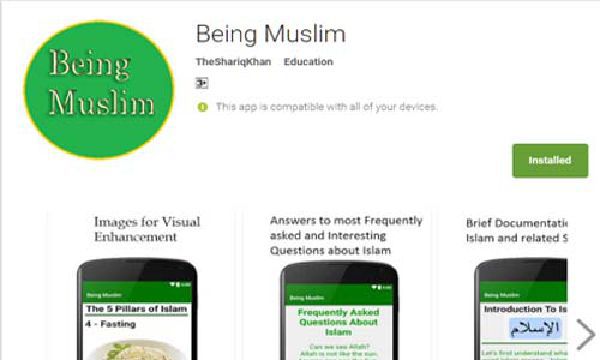 Being
Muslim
Being Muslim
TheShariqKhan Education
3+
This app is compatible with all of your devices.
Installed
Images for Visual
Enhancement
Being Muslim
The 5 Pillars of Islam
4 - Fasting
Answers to most Frequently
asked and Interesting
Questions about Islam
Being Muslim
Frequently Asked
Questions About
Islam
Can we see Allah?
Allah is not like the sun,
Brief Documentati
Islam and related S
Being Muslim
Introduction To Is
الإسلام
Let's first understand what